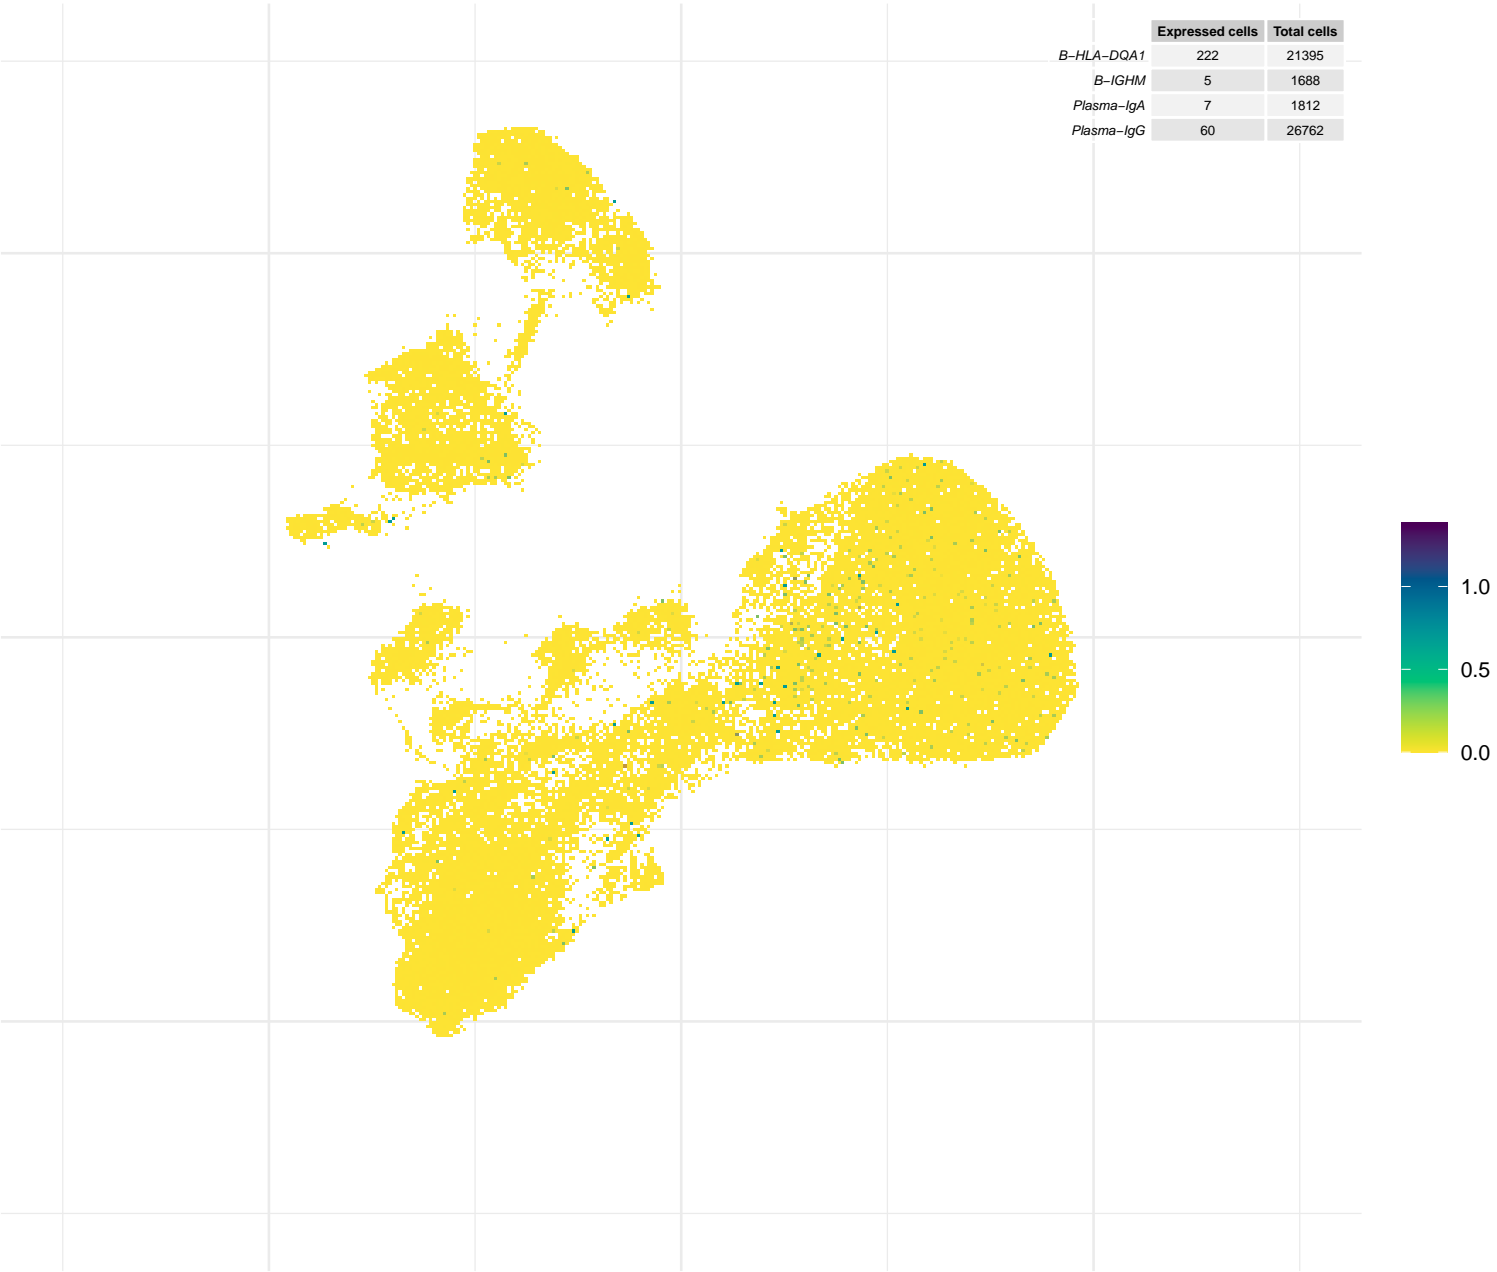 Expressed cells Total cells
B−HLA−DQA1 222 21395
B−IGHM 5 1688
Plasma−IgA 7 1812
Plasma−IgG 60 26762
1.0
0.5
0.0